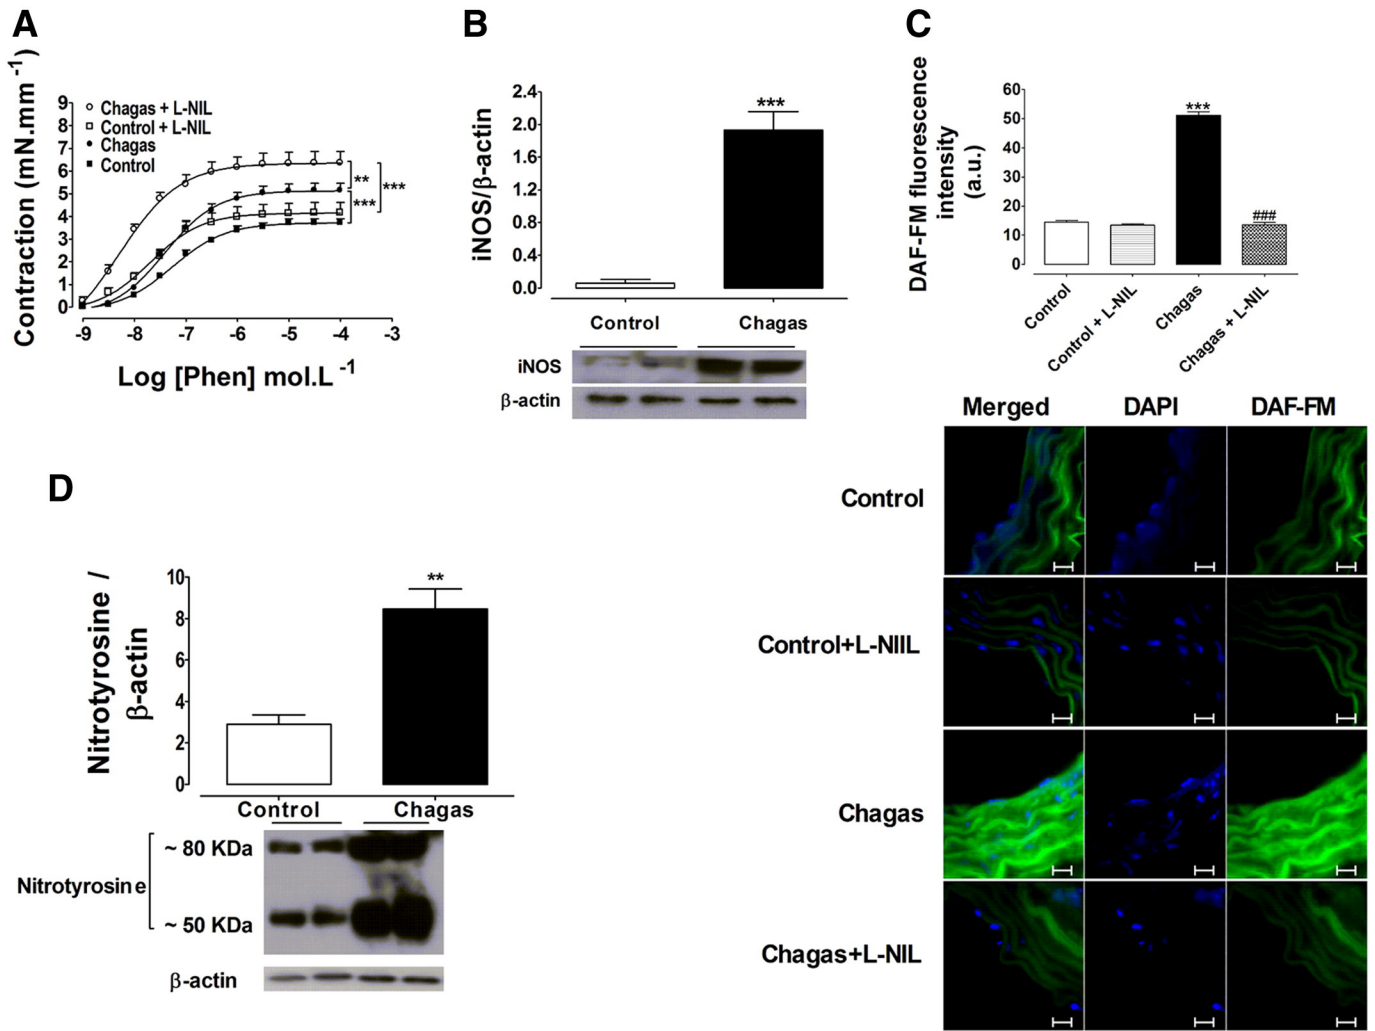 A
Contraction (mN.mm -1)
9
8
7
6
5
4
3
2
1
0
Chagas + L-NIL
Control + L-NIL
Chagas
Control
**
***
***
-9 -8 -7 -6 -5 -4 -3
Log [Phen] mol.L -1
B
iNOS/β-actin
2.4
2.0
1.6
1.2
0.8
0.4
0.0
***
Control Chagas
iNOS
β-actin
C
DAF-FM fluorescence
intensity
(a.u.)
60
50
40
30
20
10
0
***
###
Control
Control + L-NIL
Chagas
Chagas + L-NIL
Merged DAPI DAF-FM
Control
Control+L-NIIL
Chagas
Chagas+L-NIL
D
Nitrotyrosine /
β-actin
10
8
6
4
2
0
**
Control Chagas
Nitrotyrosine
~ 80 KDa
~ 50 KDa
β-actin